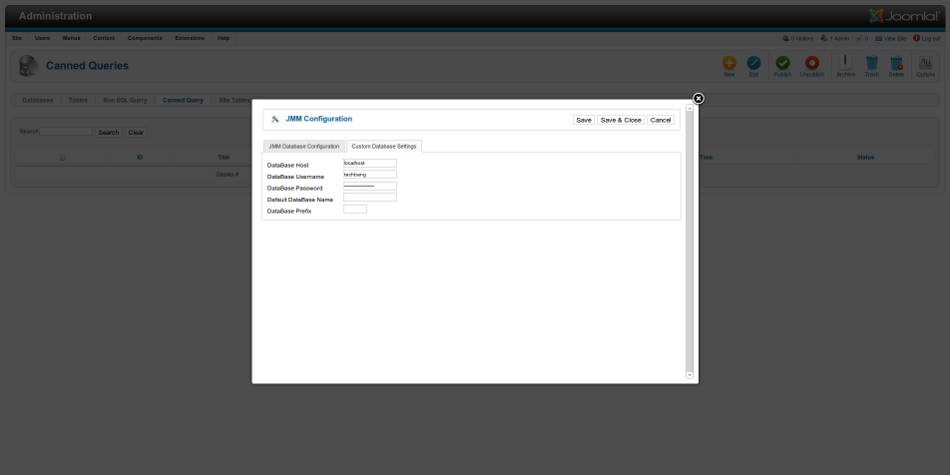 Administration
Joomla!
Site Users Menus Content Components Extensions Help
0 Visitors 1 Admin 0 View Site Log out
Canned Queries
New Edit Publish Unpublish Archive Trash Delete Options
Databases Tables Run SQL Query Canned Query Site Tables
Search Search Clear
ID Title Time Status
Display #
JMM Configuration
Save Save & Close Cancel
JMM Database Configuration Custom Database Settings
DataBase Host localhost
DataBase Username techbang
DataBase Password ••••••••••••••
Default DataBase Name
DataBase Prefix